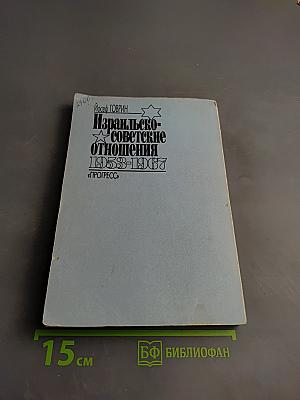 Йосеф ГОВРИН
Израильско-
советские
отношения
1953-1967
«ПРОГРЕСС»
15 см
БФ БИБЛИОФАН